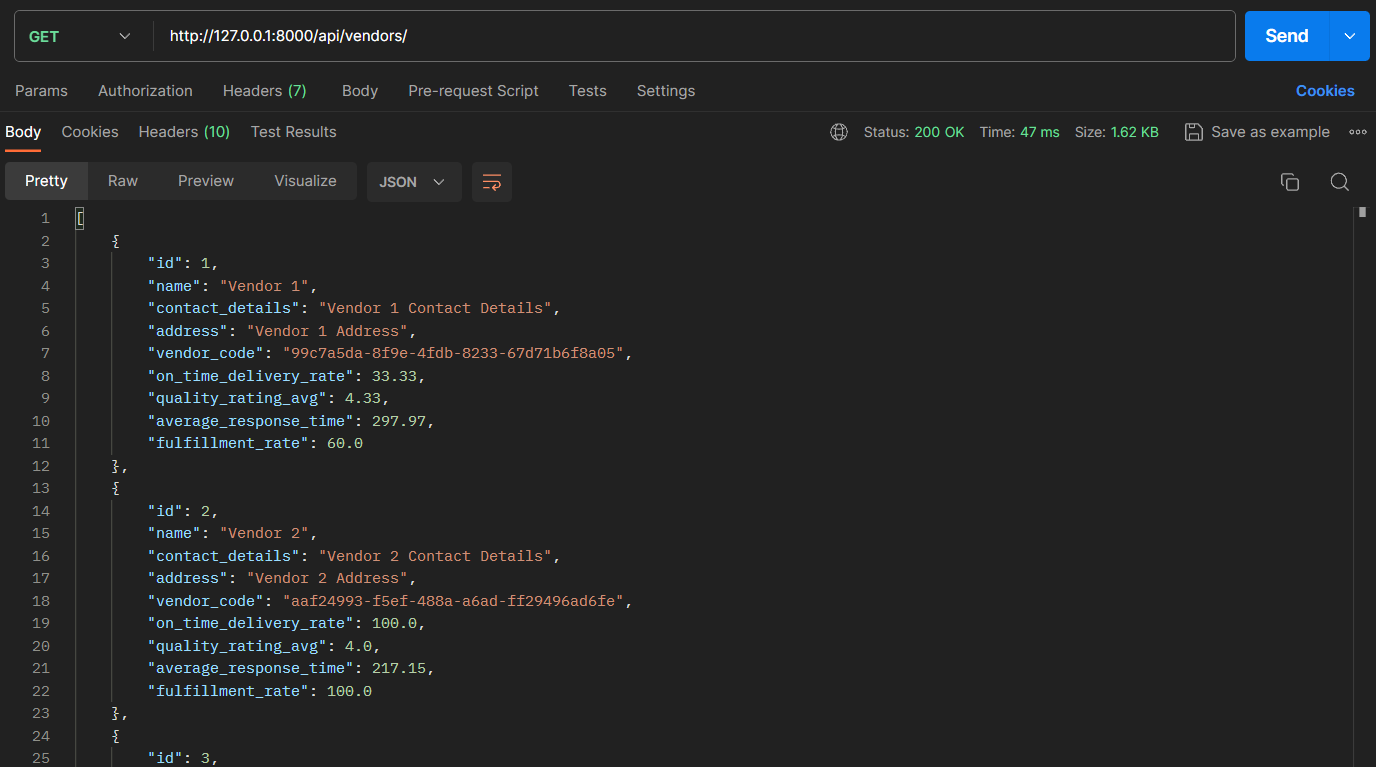 GET http://127.0.0.1:8000/api/vendors/ Send
Params Authorization Headers (7) Body Pre-request Script Tests Settings Cookies
Body Cookies Headers (10) Test Results Status: 200 OK Time: 47 ms Size: 1.62 KB Save as example
Pretty Raw Preview Visualize JSON
1 [
2 {
3 "id": 1,
4 "name": "Vendor 1",
5 "contact_details": "Vendor 1 Contact Details",
6 "address": "Vendor 1 Address",
7 "vendor_code": "99c7a5da-8f9e-4fdb-8233-67d71b6f8a05",
8 "on_time_delivery_rate": 33.33,
9 "quality_rating_avg": 4.33,
10 "average_response_time": 297.97,
11 "fulfillment_rate": 60.0
12 },
13 {
14 "id": 2,
15 "name": "Vendor 2",
16 "contact_details": "Vendor 2 Contact Details",
17 "address": "Vendor 2 Address",
18 "vendor_code": "aaf24993-f5ef-488a-a6ad-ff29496ad6fe",
19 "on_time_delivery_rate": 100.0,
20 "quality_rating_avg": 4.0,
21 "average_response_time": 217.15,
22 "fulfillment_rate": 100.0
23 },
24 {
25 "id": 3,